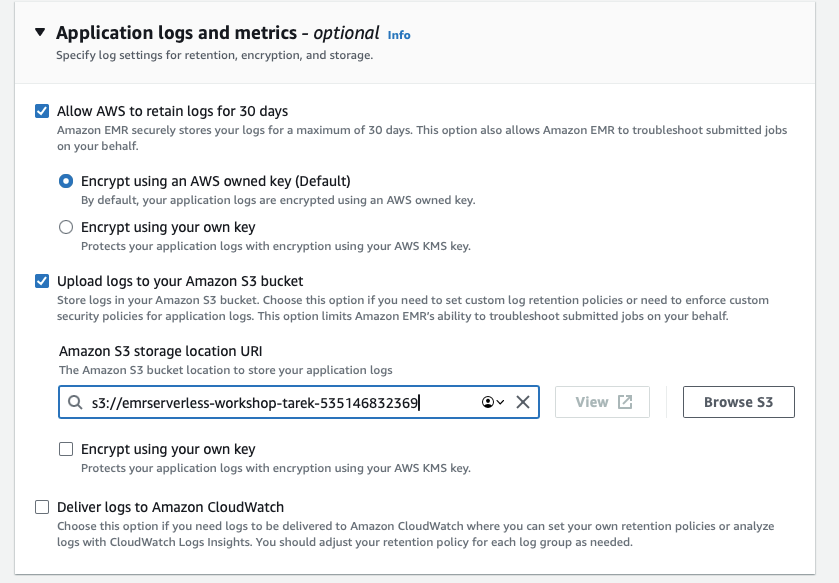 Application logs and metrics - optional Info
Specify log settings for retention, encryption, and storage.
Allow AWS to retain logs for 30 days
Amazon EMR securely stores your logs for a maximum of 30 days. This option also allows Amazon EMR to troubleshoot submitted jobs
on your behalf.
Encrypt using an AWS owned key (Default)
By default, your application logs are encrypted using an AWS owned key.
Encrypt using your own key
Protects your application logs with encryption using your AWS KMS key.
Upload logs to your Amazon S3 bucket
Store logs in your Amazon S3 bucket. Choose this option if you need to set custom log retention policies or need to enforce custom
security policies for application logs. This option limits Amazon EMR's ability to troubleshoot submitted jobs on your behalf.
Amazon S3 storage location URI
The Amazon S3 bucket location to store your application logs
s3://emrserverless-workshop-tarek-535146832369 View Browse S3
Encrypt using your own key
Protects your application logs with encryption using your AWS KMS key.
Deliver logs to Amazon CloudWatch
Choose this option if you need logs to be delivered to Amazon CloudWatch where you can set your own retention policies or analyze
logs with CloudWatch Logs Insights. You should adjust your retention policy for each log group as needed.